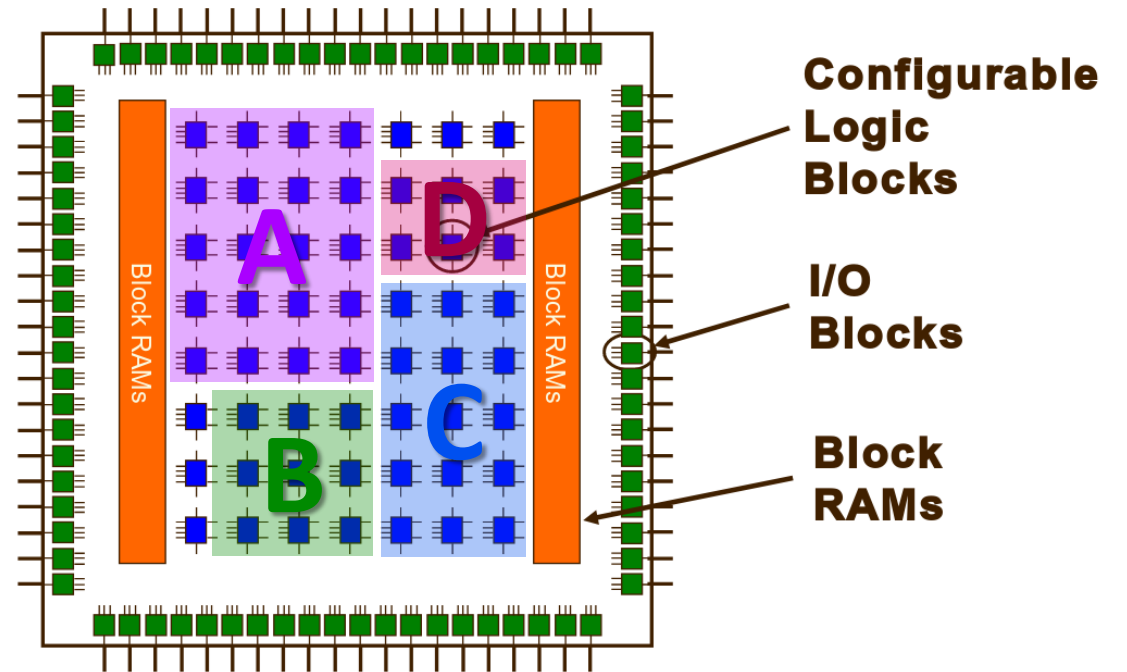 Configurable
Logic
Blocks
I/O
Blocks
Block
RAMs
Block RAMs
Block RAMs
A
B
C
D